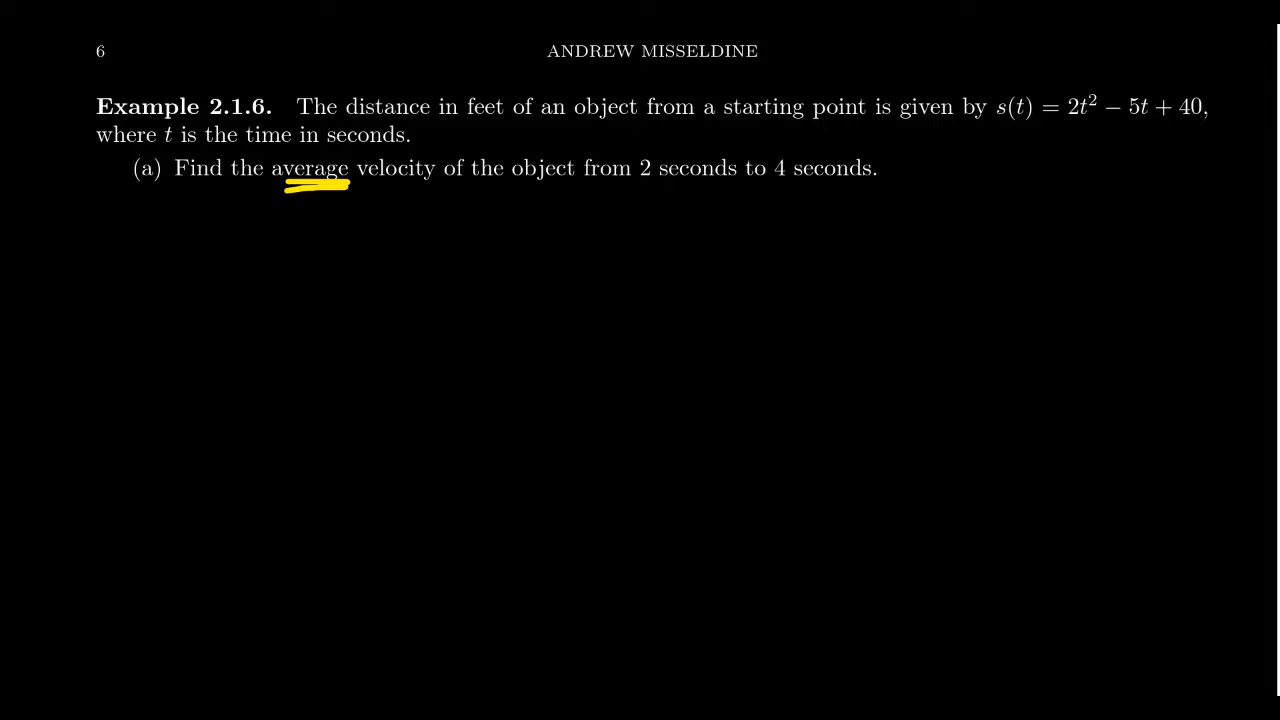 6 ANDREW MISSELDINE
Example 2.1.6. The distance in feet of an object from a starting point is given by s(t) = 2t² − 5t + 40,
where t is the time in seconds.
(a) Find the average velocity of the object from 2 seconds to 4 seconds.